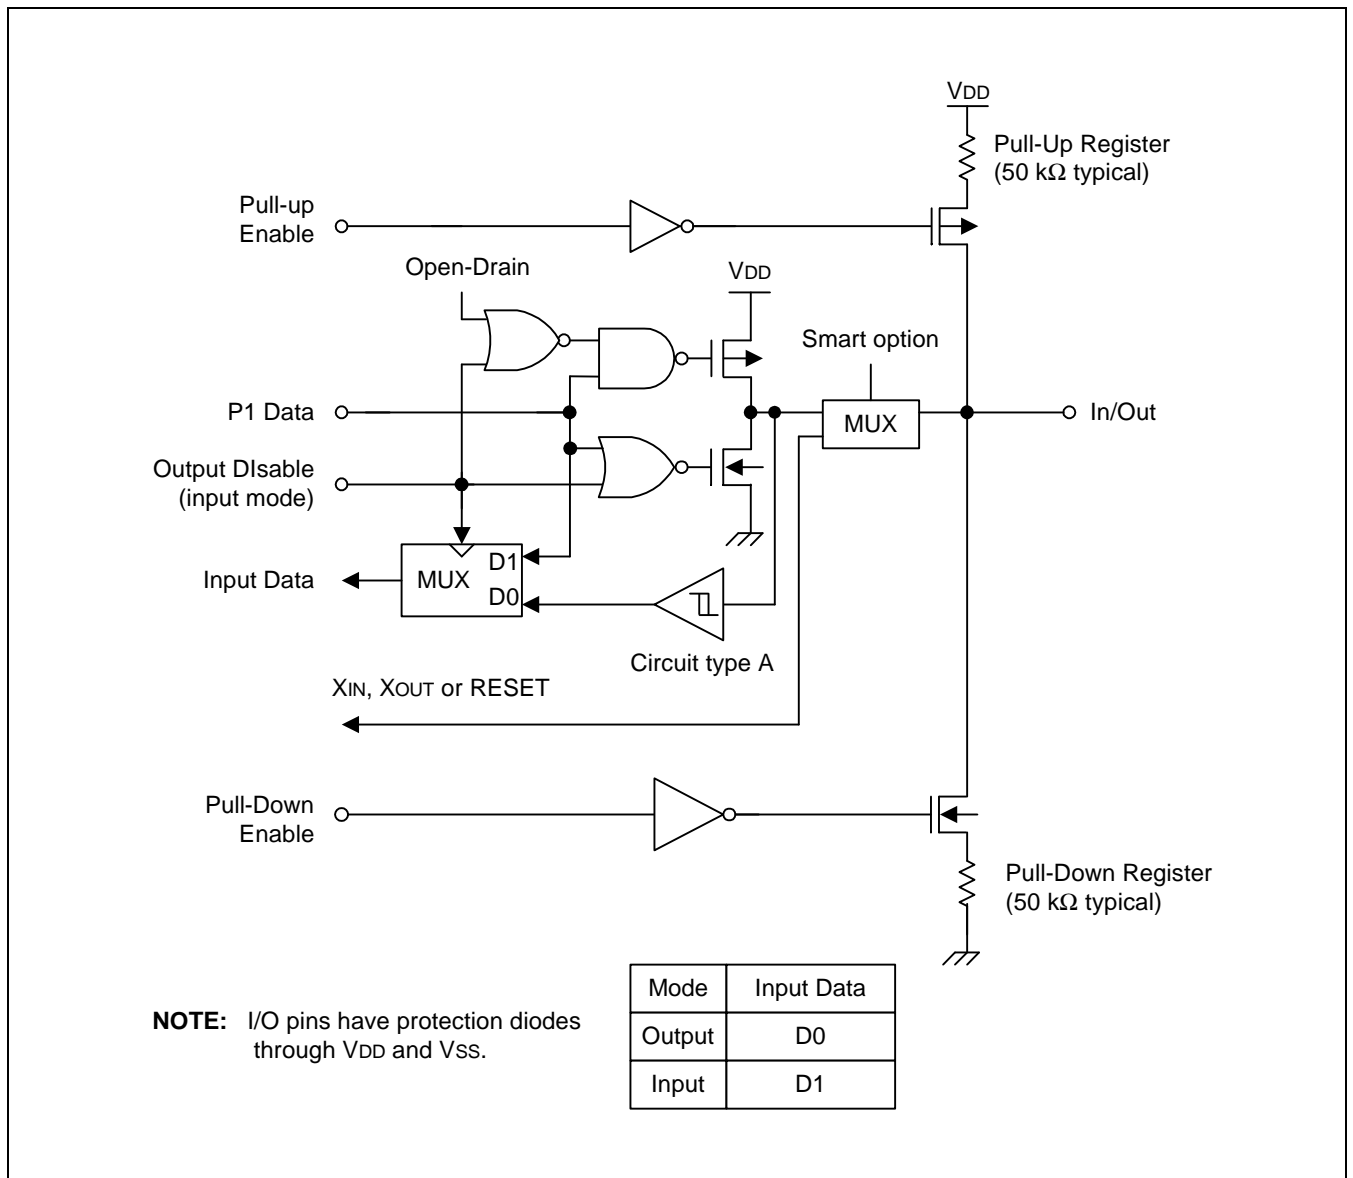 VDD
Pull-Up Register
(50 kΩ typical)
Pull-up
Enable
Open-Drain
VDD
Smart option
P1 Data
MUX
In/Out
Output DIsable
(input mode)
Input Data
MUX
D1
D0
Circuit type A
XIN, XOUT or RESET
Pull-Down
Enable
Pull-Down Register
(50 kΩ typical)
Mode Input Data
Output D0
Input D1
NOTE: I/O pins have protection diodes
through VDD and VSS.